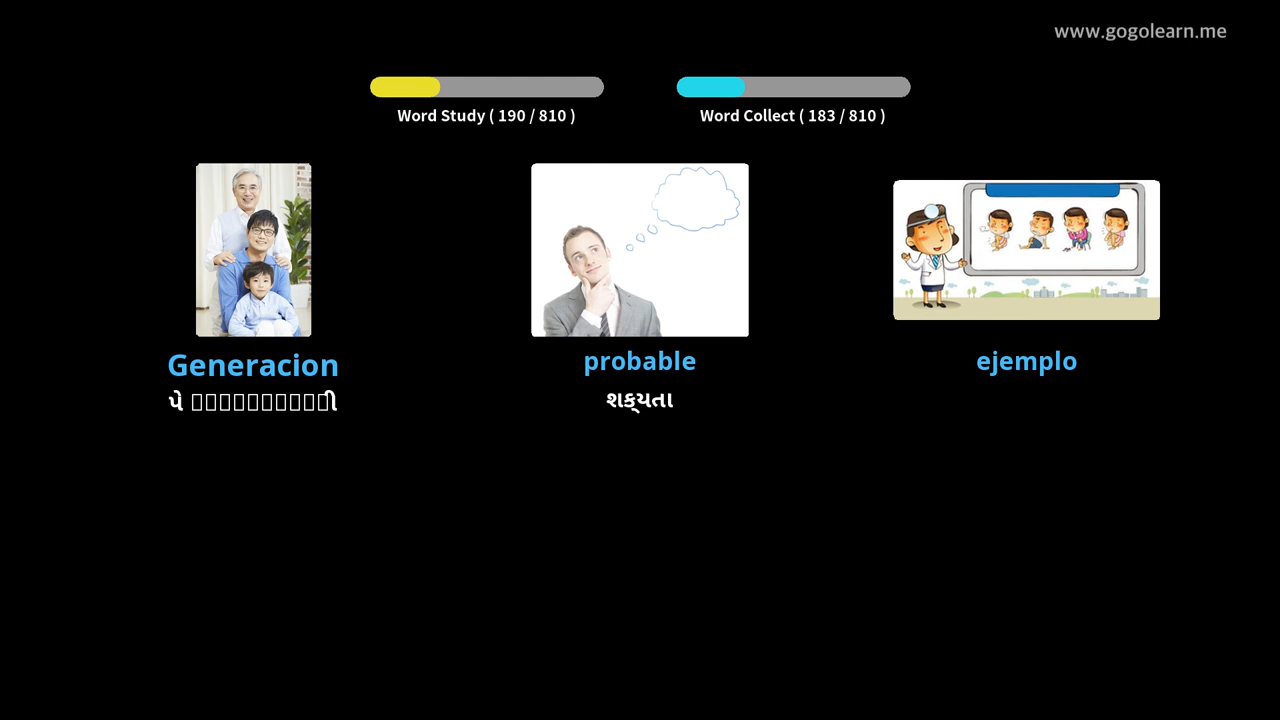 www.gogolearn.me
Word Study ( 190 / 810 )
Word Collect ( 183 / 810 )
Generacion
probable
ejemplo
પે
શક્યતા